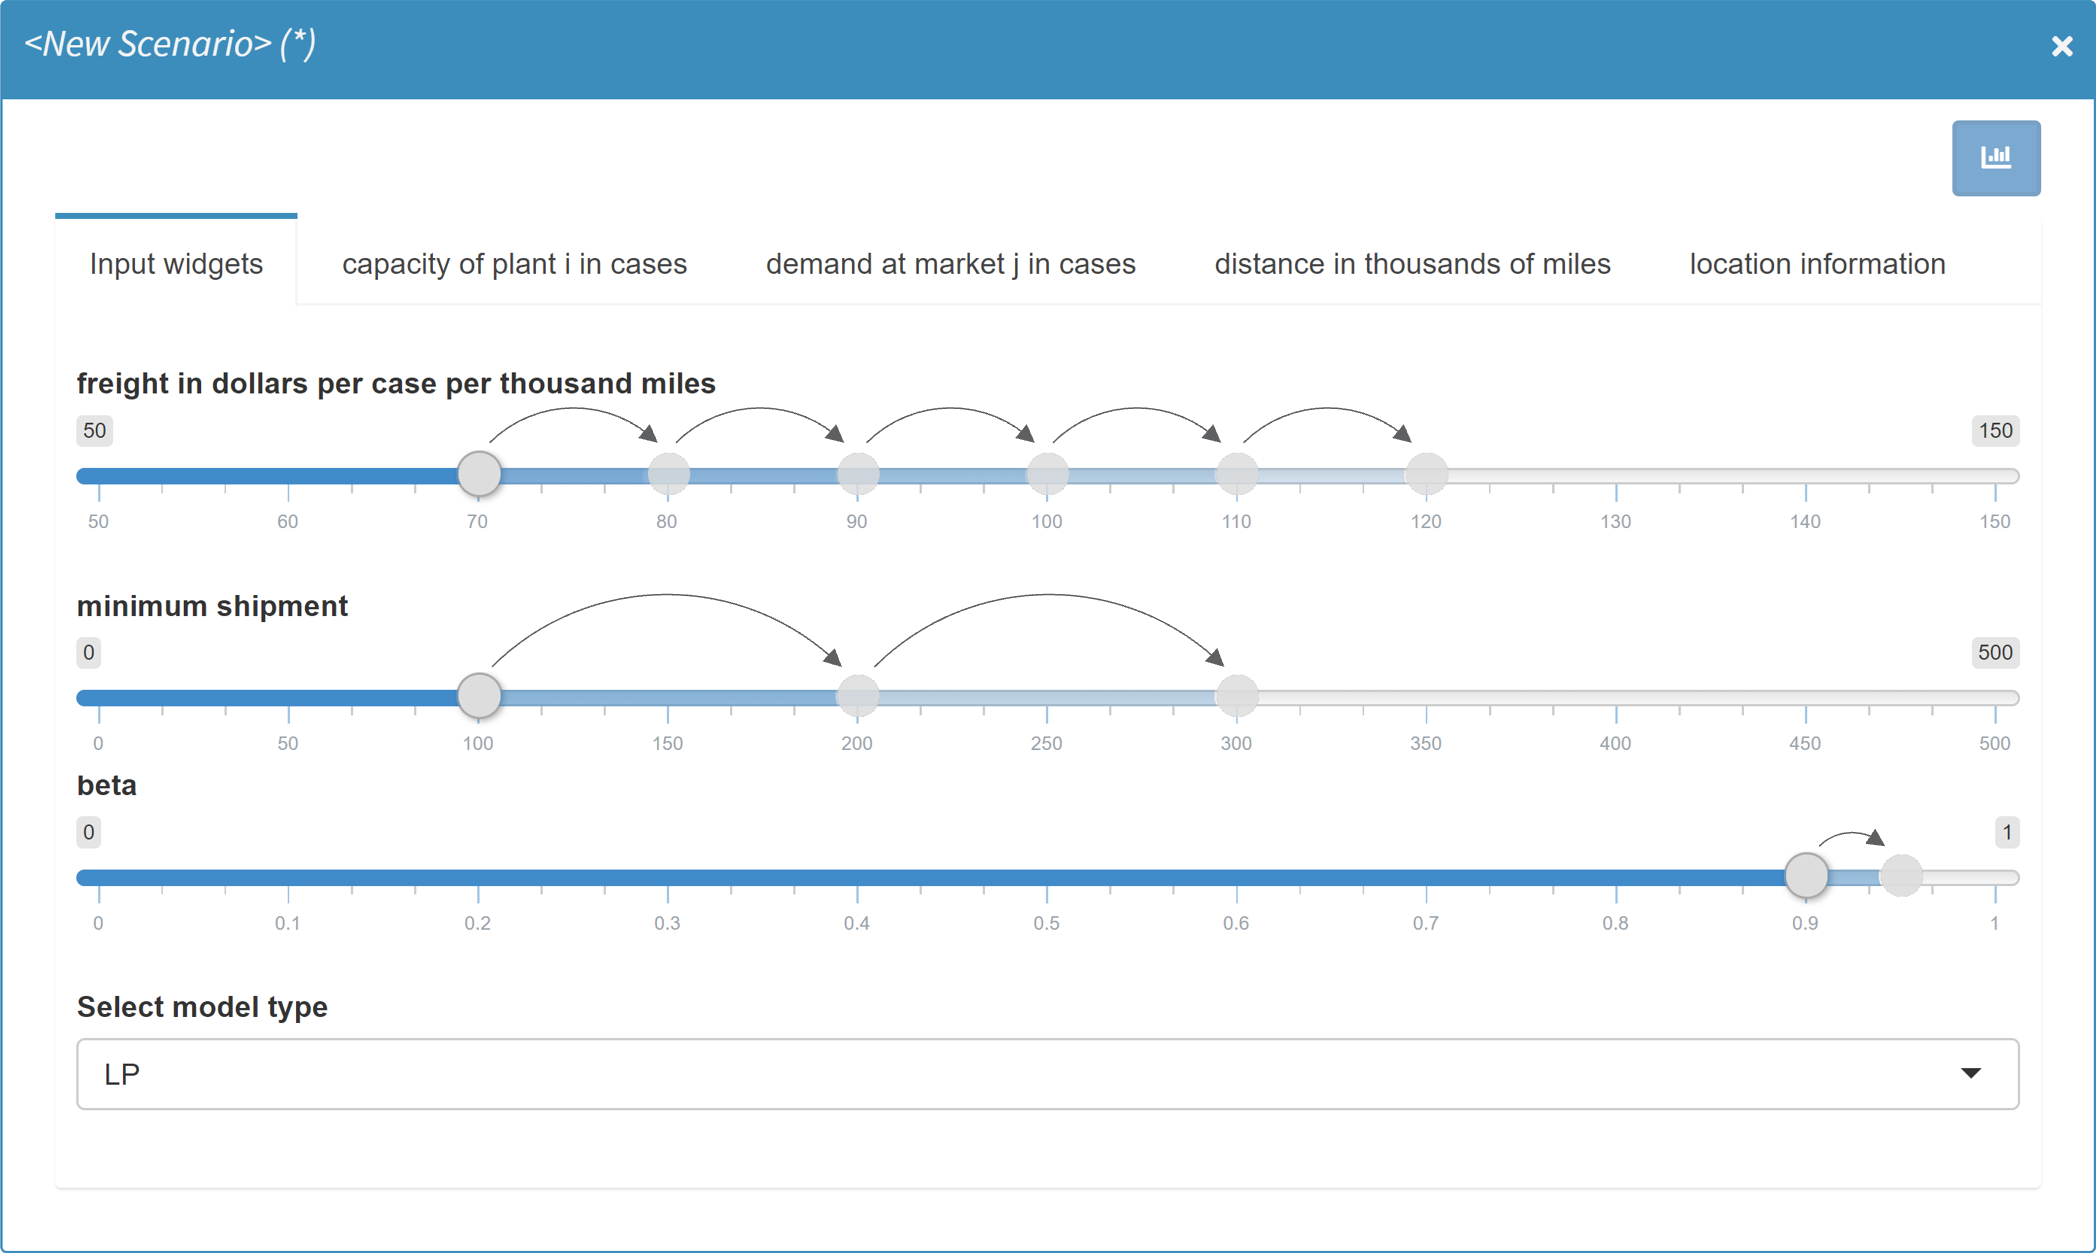 <New Scenario> (*)
Input widgets capacity of plant i in cases demand at market j in cases distance in thousands of miles location information
freight in dollars per case per thousand miles
50 150
50 60 70 80 90 100 110 120 130 140 150
minimum shipment
0 500
0 50 100 150 200 250 300 350 400 450 500
beta
0 1
0 0.1 0.2 0.3 0.4 0.5 0.6 0.7 0.8 0.9 1
Select model type
LP